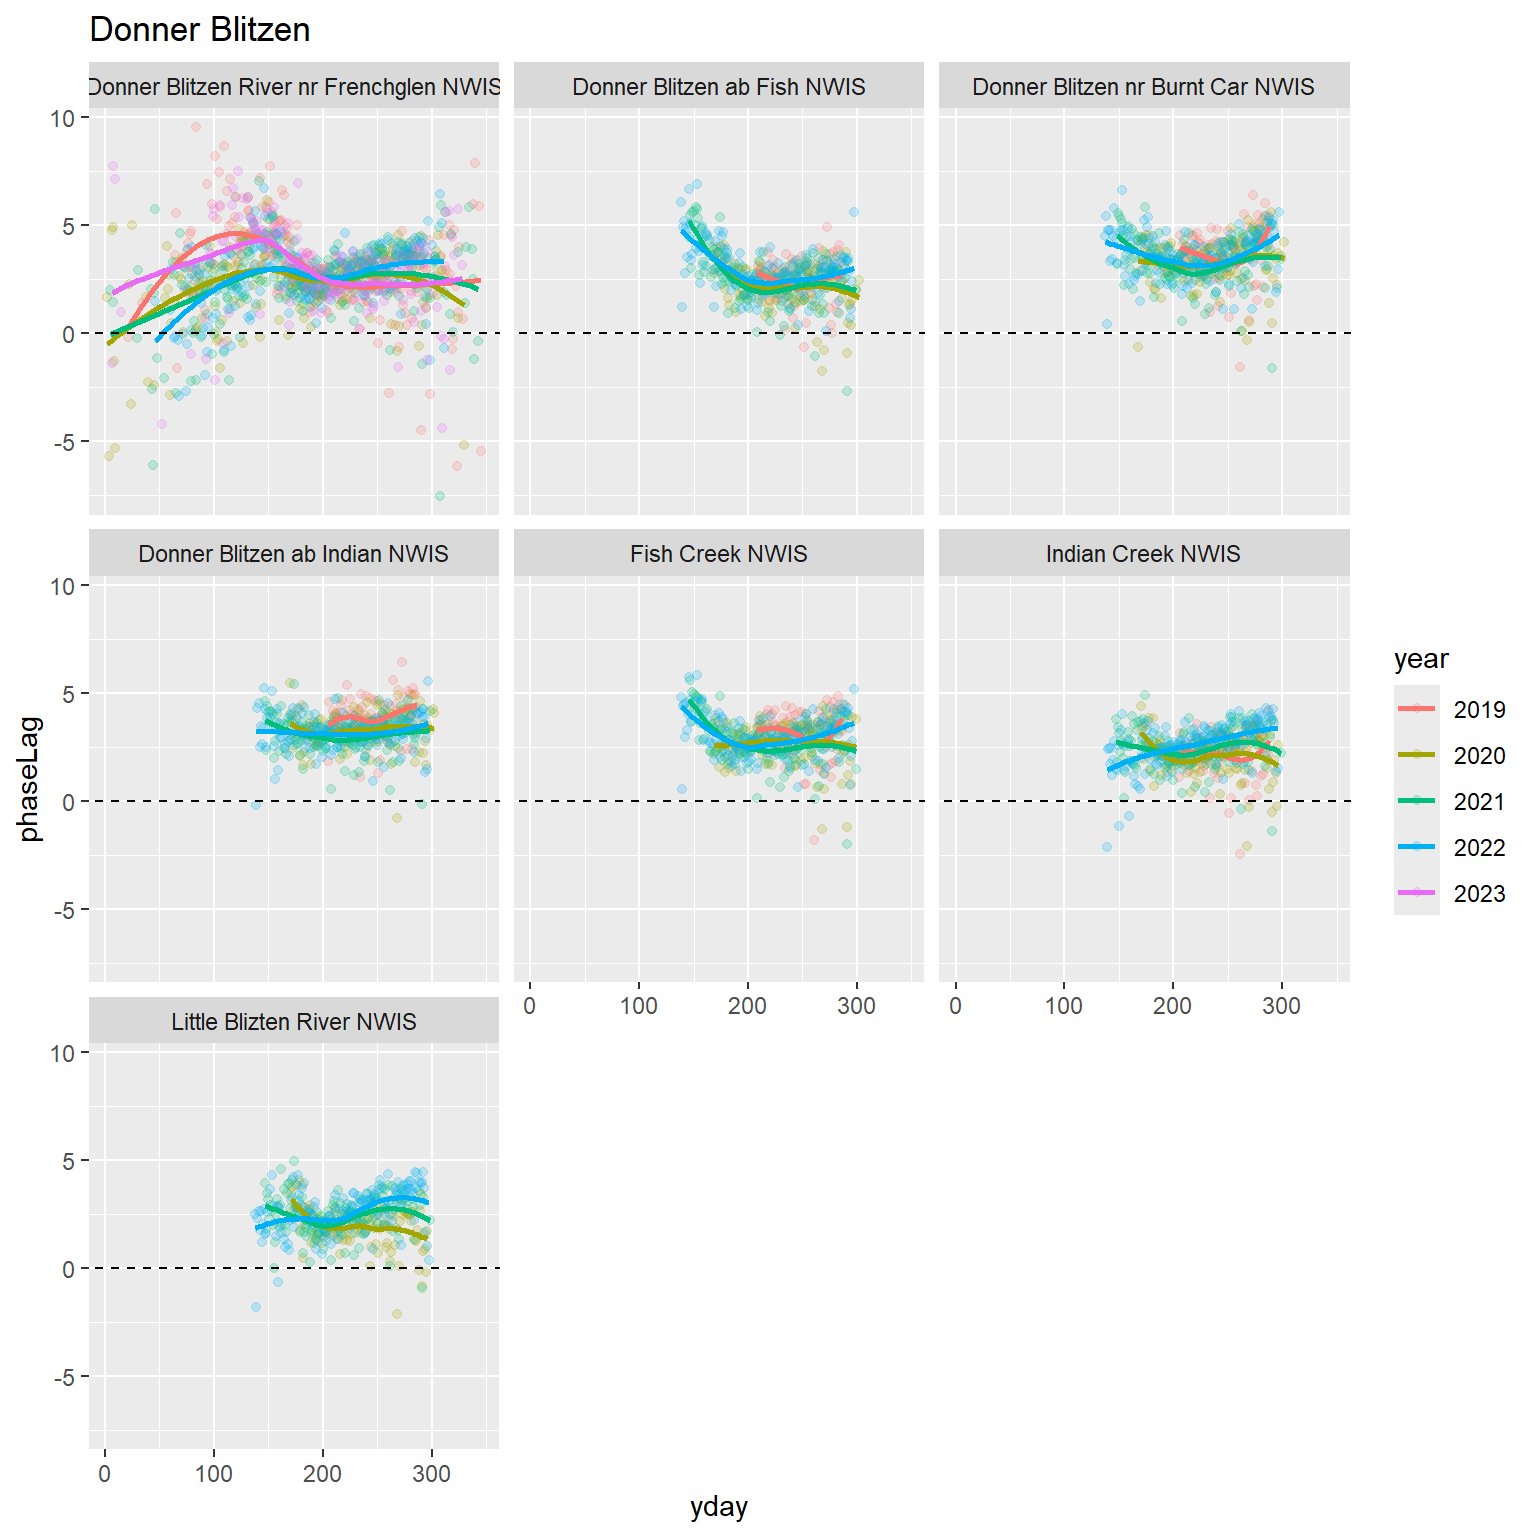 Donner Blitzen
Donner Blitzen River nr Frenchglen NWIS
Donner Blitzen ab Fish NWIS
Donner Blitzen nr Burnt Car NWIS
10
5
0
-5
Donner Blitzen ab Indian NWIS
Fish Creek NWIS
Indian Creek NWIS
10
5
0
-5
0 100 200 300
0 100 200 300
Little Blizten River NWIS
10
5
0
-5
0 100 200 300
phaseLag
yday
year
2019
2020
2021
2022
2023